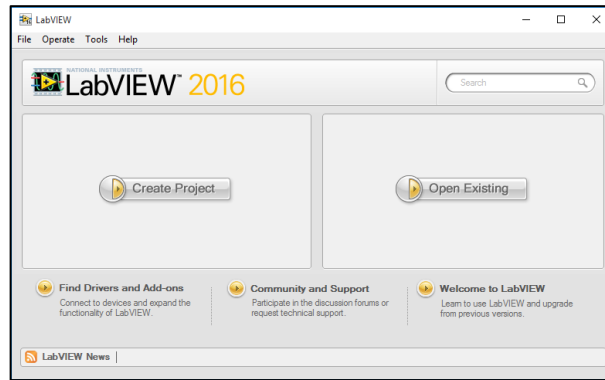 LabVIEW
File Operate Tools Help
NATIONAL INSTRUMENTS
LabVIEW™ 2016
Search
Create Project
Open Existing
Find Drivers and Add-ons
Connect to devices and expand the
functionality of LabVIEW.
Community and Support
Participate in the discussion forums or
request technical support.
Welcome to LabVIEW
Learn to use LabVIEW and upgrade
from previous versions.
LabVIEW News